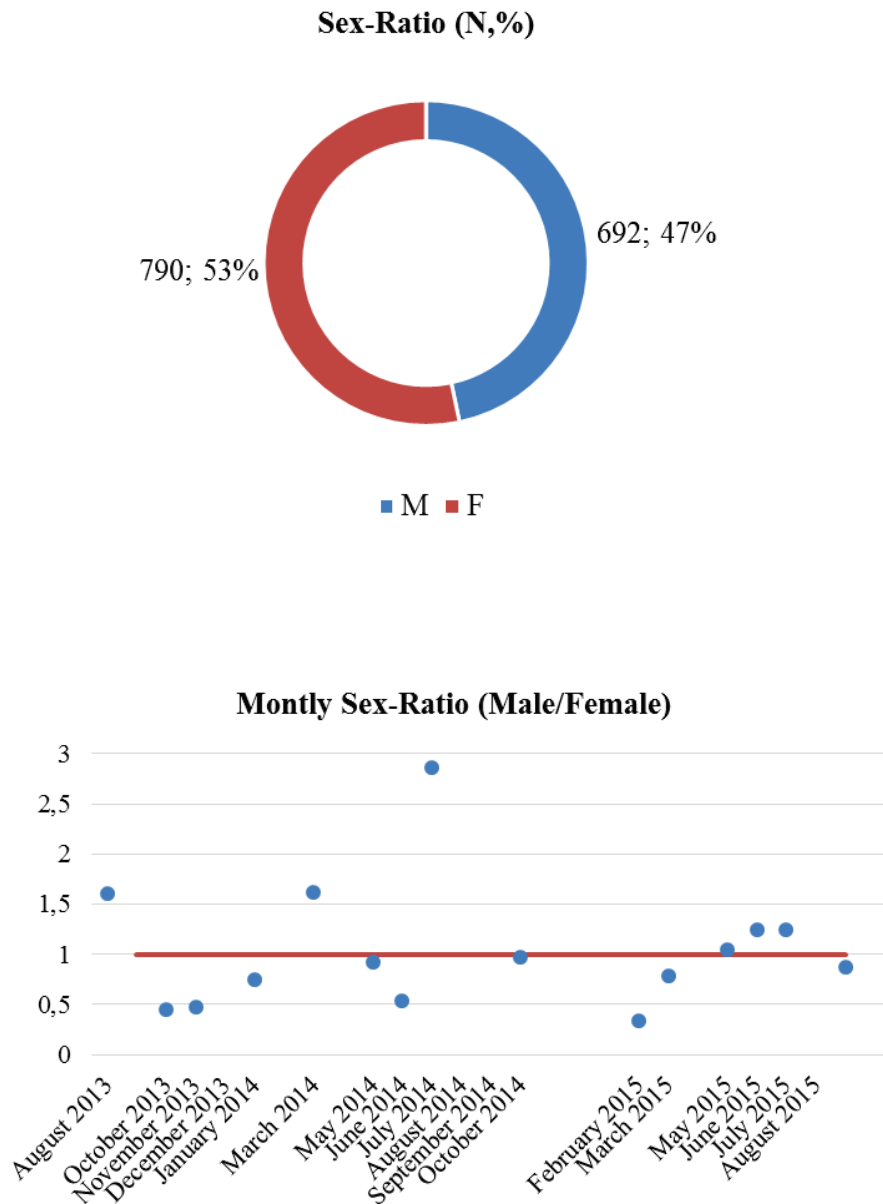 Sex-Ratio (N,%)
692; 47%
790; 53%
M F
Montly Sex-Ratio (Male/Female)
3
2,5
2
1,5
1
0,5
0
August 2013
October 2013
November 2013
December 2013
January 2014
March 2014
May 2014
June 2014
July 2014
August 2014
September 2014
October 2014
February 2015
March 2015
May 2015
June 2015
July 2015
August 2015